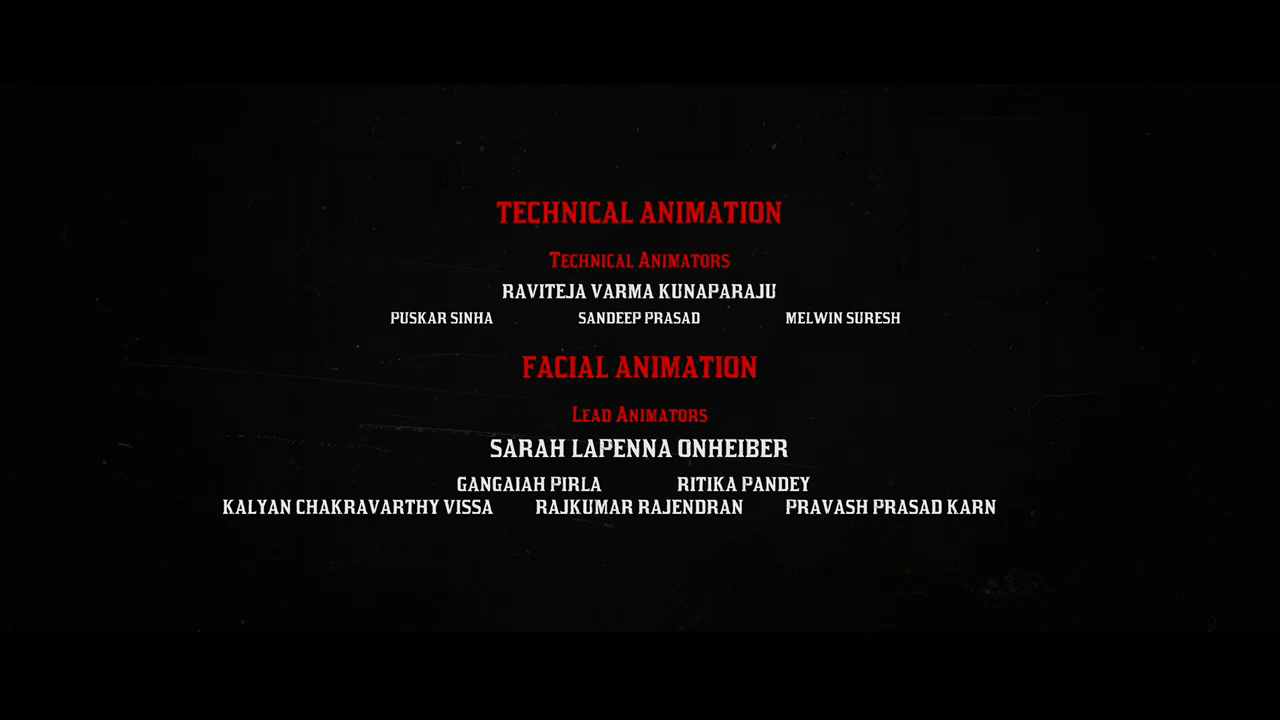 TECHNICAL ANIMATION
TECHNICAL ANIMATORS
RAVITEJA VARMA KUNAPARAJU
PUSKAR SINHA SANDEEP PRASAD MELWIN SURESH
FACIAL ANIMATION
LEAD ANIMATORS
SARAH LAPENNA ONHEIBER
GANGAIAH PIRLA RITIKA PANDEY
KALYAN CHAKRAVARTHY VISSA RAJKUMAR RAJENDRAN PRAVASH PRASAD KARN